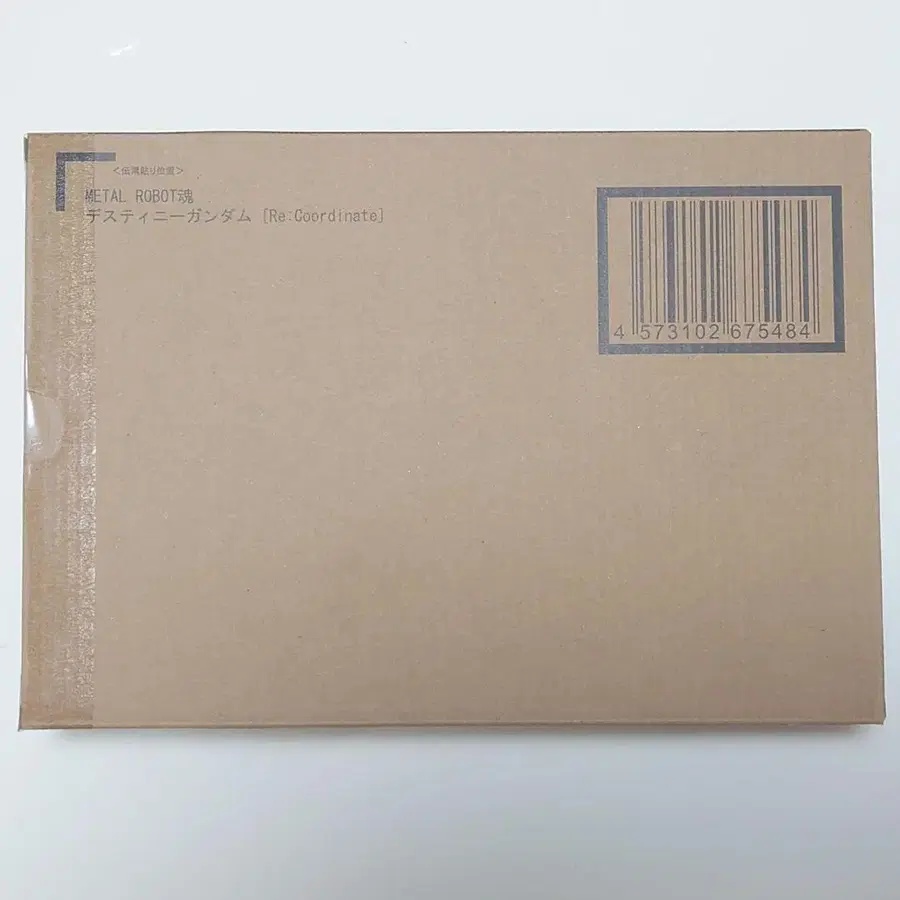 <伝票貼り位置>
METAL ROBOT魂
デスティニーガンダム [Re:Coordinate]
4 573102 675484